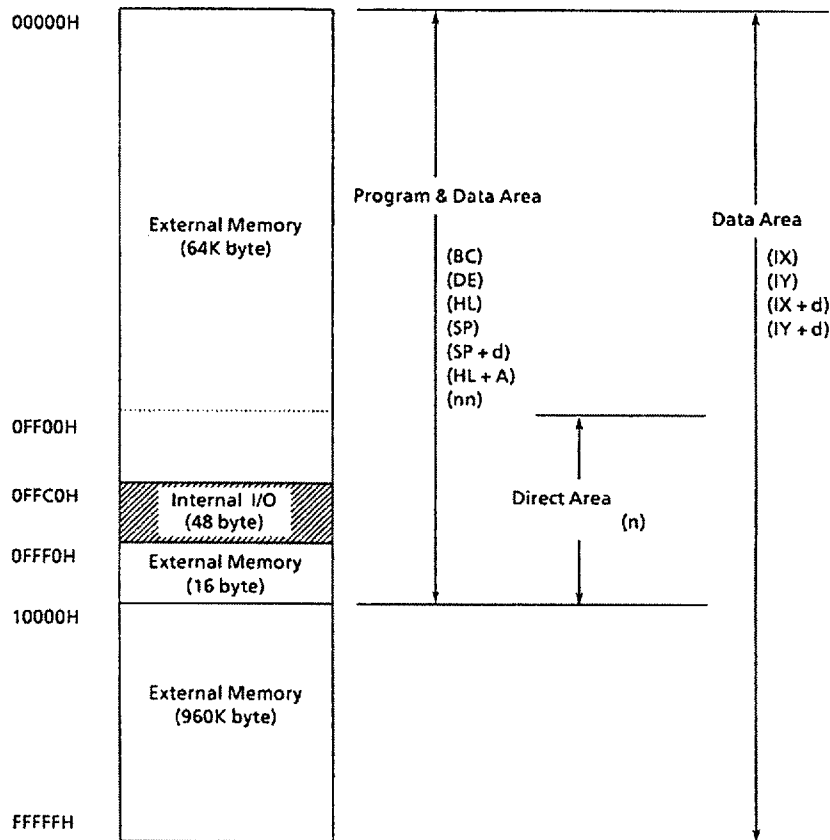 00000H
External Memory
(64K byte)
0FF00H
0FFC0H
Internal I/O
(48 byte)
0FFF0H
External Memory
(16 byte)
10000H
External Memory
(960K byte)
FFFFFH
Program & Data Area
(BC)
(DE)
(HL)
(SP)
(SP + d)
(HL + A)
(nn)
Direct Area
(n)
Data Area
(IX)
(IY)
(IX + d)
(IY + d)